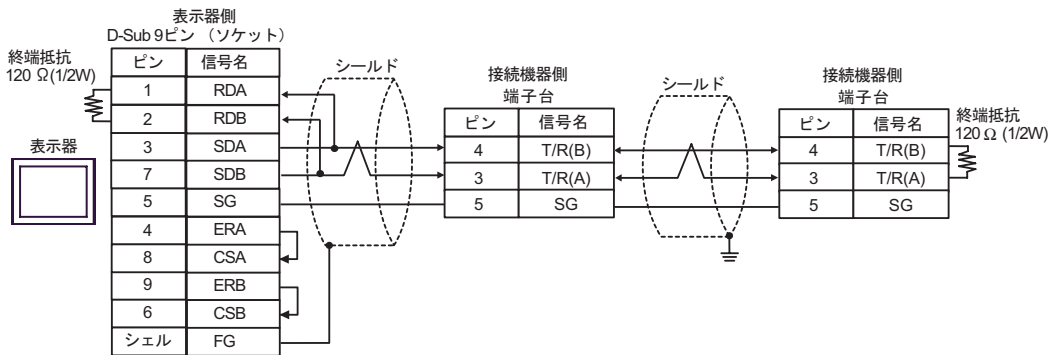 表示器側
D-Sub 9ピン （ソケット）
終端抵抗
120 Ω(1/2W)
表示器
ピン 信号名
1 RDA
2 RDB
3 SDA
7 SDB
5 SG
4 ERA
8 CSA
9 ERB
6 CSB
シェル FG
シールド
接続機器側
端子台
ピン 信号名
4 T/R(B)
3 T/R(A)
5 SG
シールド
接続機器側
端子台
ピン 信号名
4 T/R(B)
3 T/R(A)
5 SG
終端抵抗
120 Ω (1/2W)